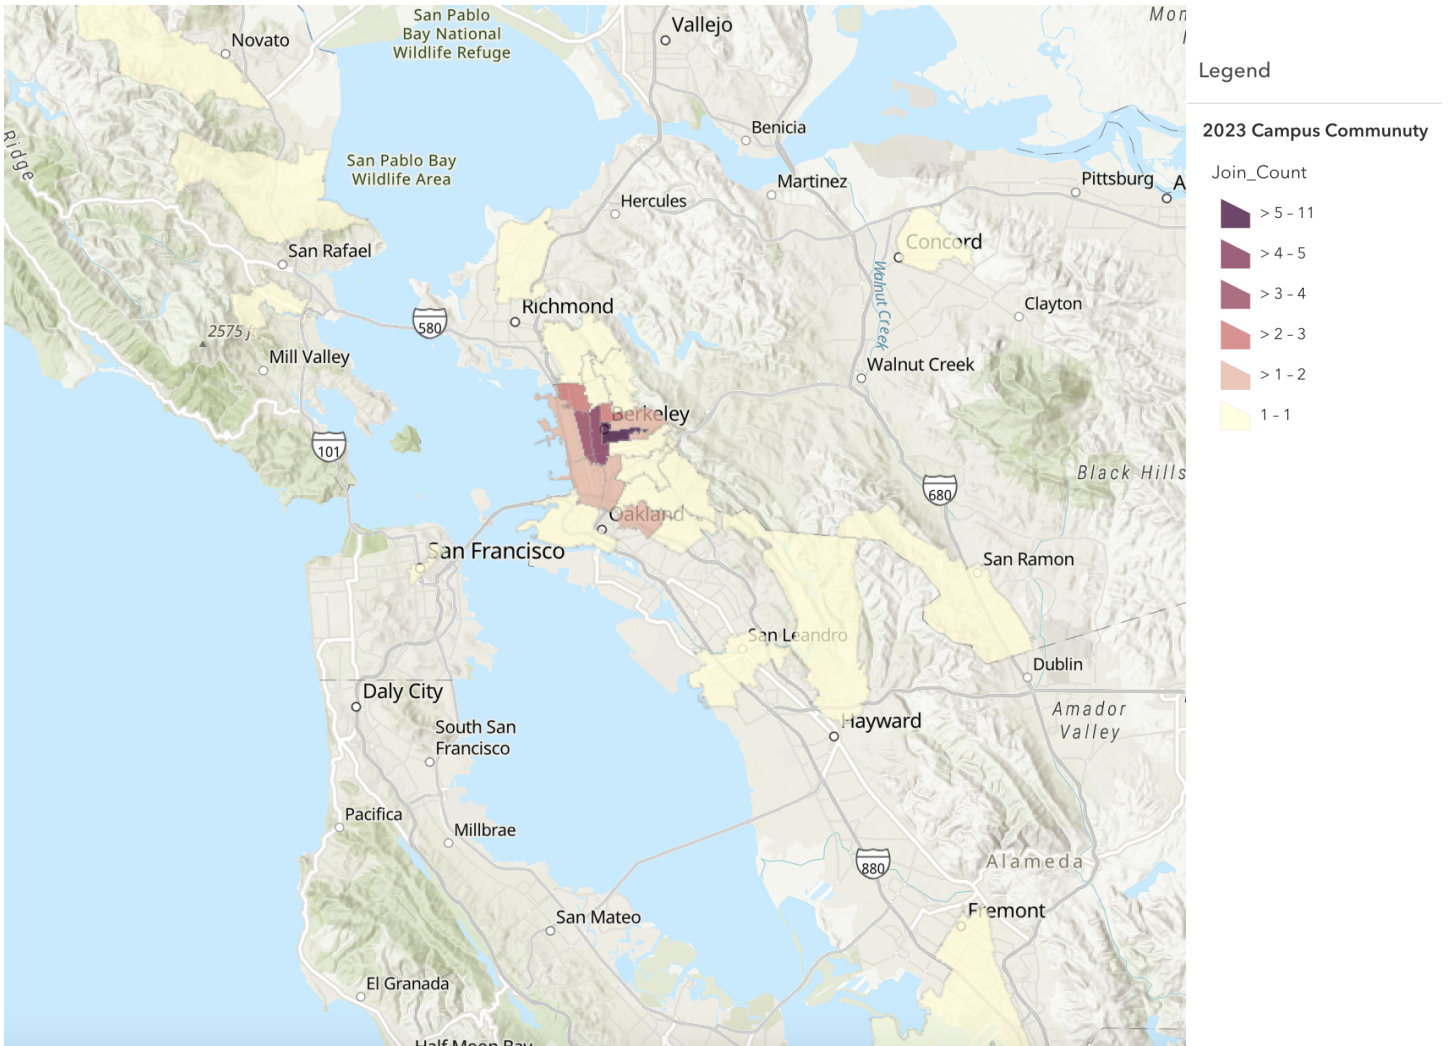 San Pablo
Bay National
Wildlife Refuge
Novato
Vallejo
Ridge
San Pablo Bay
Wildlife Area
Benicia
Martinez
Pittsburg
A
Hercules
San Rafael
Concord
Richmond
580
Walnut Creek
Clayton
2575 f
Mill Valley
Walnut Creek
Berkeley
101
Black Hills
680
Oakland
San Francisco
San Ramon
San Leandro
Dublin
Daly City
Amador
Valley
Hayward
South San
Francisco
Pacifica
Millbrae
880
Alameda
San Mateo
Fremont
El Granada
Half Moon Bay
Legend
2023 Campus Communuty
Join_Count
> 5 – 11
> 4 – 5
> 3 – 4
> 2 – 3
> 1 – 2
1 – 1